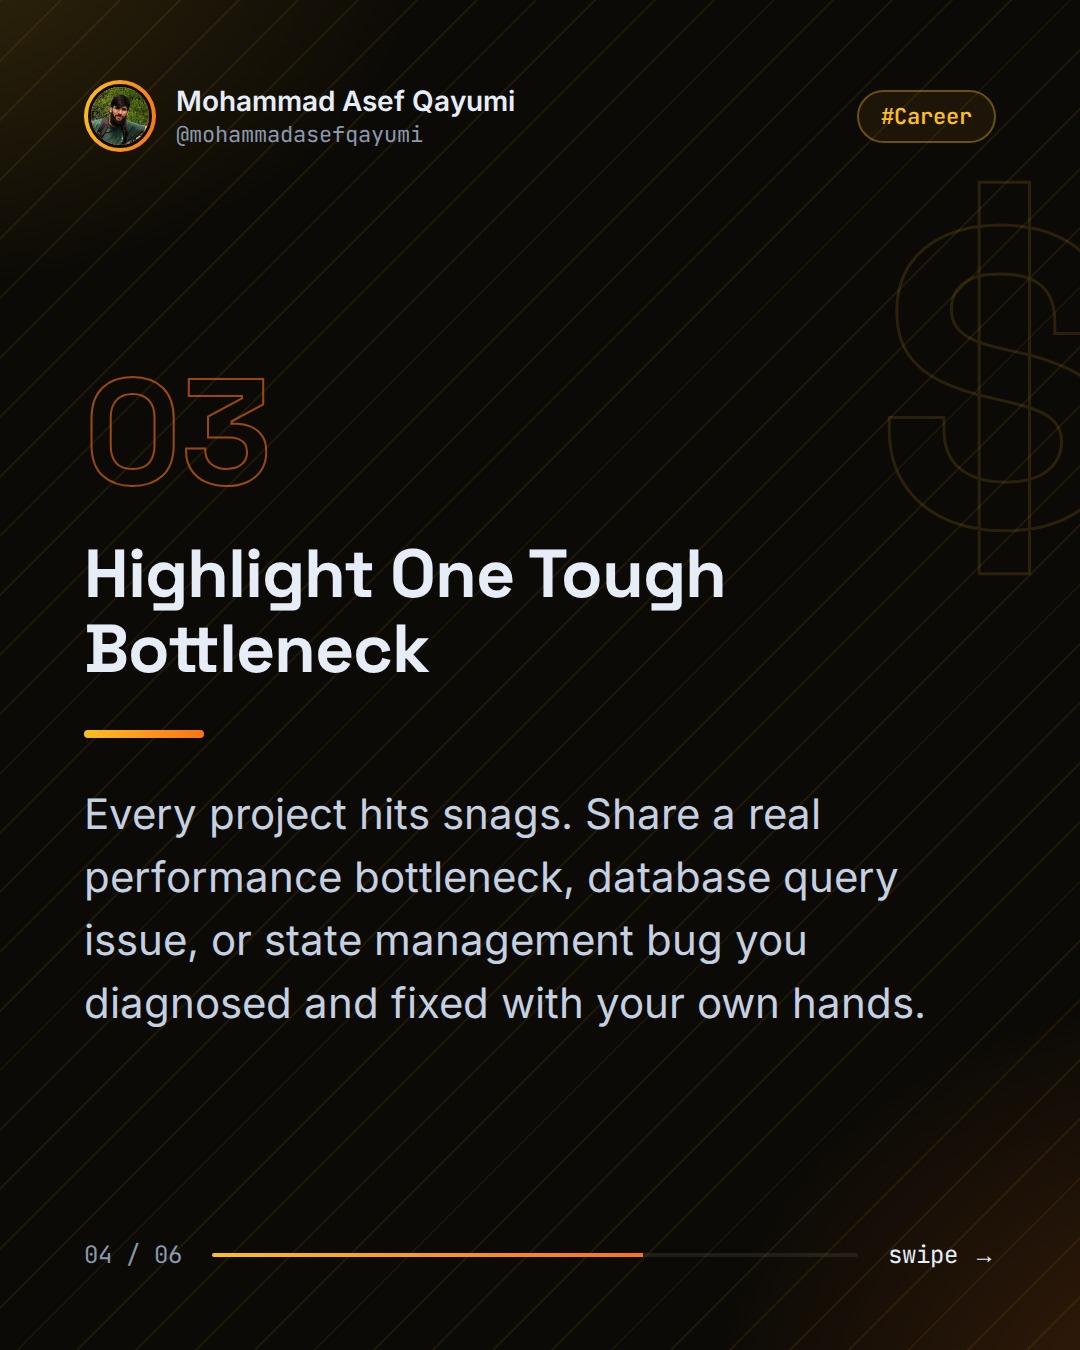 Mohammad Asef Qayumi
@mohammadasefqayumi
#Career
$
03
Highlight One Tough
Bottleneck
Every project hits snags. Share a real
performance bottleneck, database query
issue, or state management bug you
diagnosed and fixed with your own hands.
04 / 06
swipe →